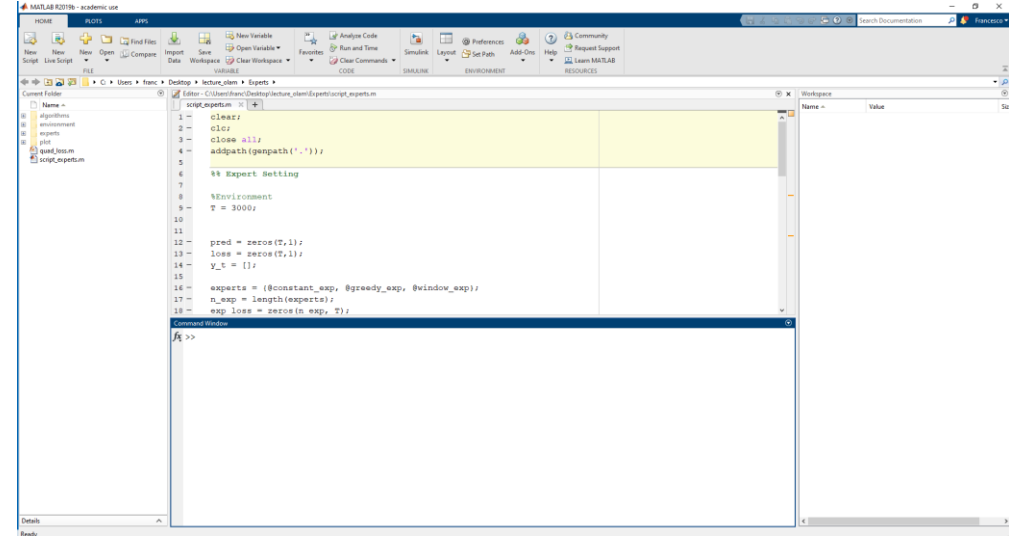 MATLAB R2019b - academic use
HOME PLOTS APPS
Search Documentation Francesco
New Script
New Live Script
New
Open
Find Files
Compare
Import Data
Save Workspace
New Variable
Open Variable
Clear Workspace
Favorites
Analyze Code
Run and Time
Clear Commands
Simulink
Layout
Preferences
Set Path
Add-Ons
Help
Community
Request Support
Learn MATLAB
FILE VARIABLE CODE SIMULINK ENVIRONMENT RESOURCES
C: Users franc Desktop lecture_olam Experts
Current Folder
Name
algorithms
environment
experts
plot
quad_loss.m
script_experts.m
Details
Ready
Editor - C:\Users\franc\Desktop\lecture_olam\Experts\script_experts.m
script_experts.m
1 clear;
2 clc;
3 close all;
4 addpath(genpath('.'));
5
6 %% Expert Setting
7
8 %Environment
9 T = 3000;
10
11
12 pred = zeros(T,1);
13 loss = zeros(T,1);
14 y_t = [];
15
16 experts = {@constant_exp, @greedy_exp, @window_exp};
17 n_exp = length(experts);
18 exp_loss = zeros(n_exp, T);
Command Window
fx >>
Workspace
Name Value Siz